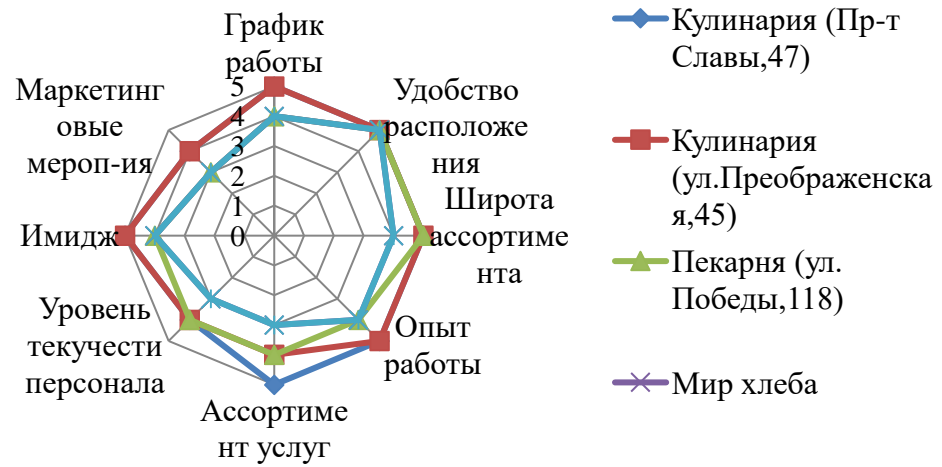 График
работы
Удобство
расположе
ния
Широта
ассортиме
нта
Опыт
работы
Ассортиме
нт услуг
Уровень
текучести
персонала
Имидж
Маркетинг
овые
мероп-ия
5
4
3
2
1
0
Кулинария (Пр-т
Славы,47)
Кулинария
(ул.Преображенска
я,45)
Пекарня (ул.
Победы,118)
Мир хлеба